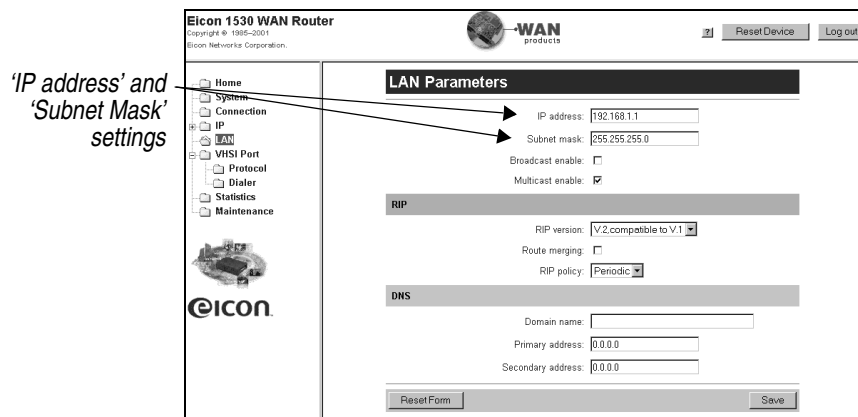 Eicon 1530 WAN Router
Copyright © 1985–2001
Eicon Networks Corporation.
WAN
products
?
Reset Device
Log out
'IP address' and
'Subnet Mask'
settings
Home
System
Connection
IP
LAN
VHSI Port
Protocol
Dialer
Statistics
Maintenance
eicon
LAN Parameters
IP address: 192.168.1.1
Subnet mask: 255.255.255.0
Broadcast enable:
Multicast enable:
RIP
RIP version: V.2,compatible to V.1
Route merging:
RIP policy: Periodic
DNS
Domain name:
Primary address: 0.0.0.0
Secondary address: 0.0.0.0
Reset Form
Save